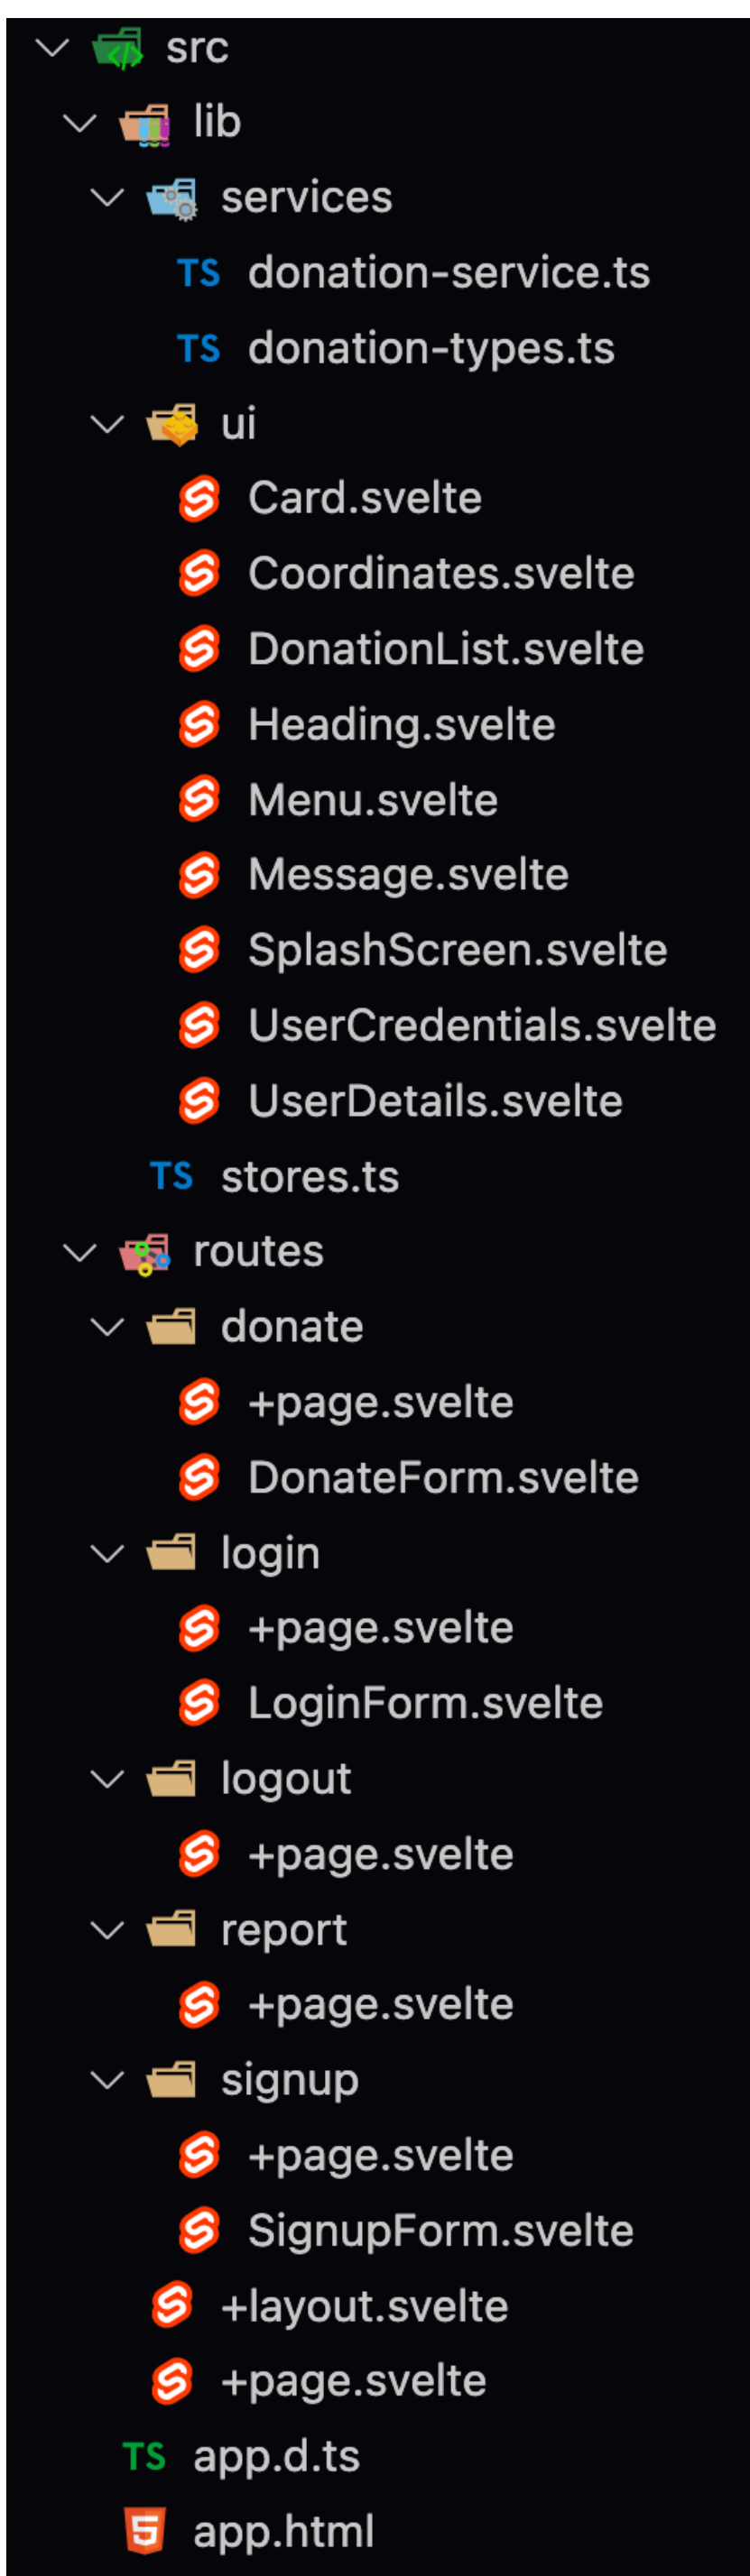 src
lib
services
TS donation-service.ts
TS donation-types.ts
ui
Card.svelte
Coordinates.svelte
DonationList.svelte
Heading.svelte
Menu.svelte
Message.svelte
SplashScreen.svelte
UserCredentials.svelte
UserDetails.svelte
TS stores.ts
routes
donate
+page.svelte
DonateForm.svelte
login
+page.svelte
LoginForm.svelte
logout
+page.svelte
report
+page.svelte
signup
+page.svelte
SignupForm.svelte
+layout.svelte
+page.svelte
TS app.d.ts
5 app.html